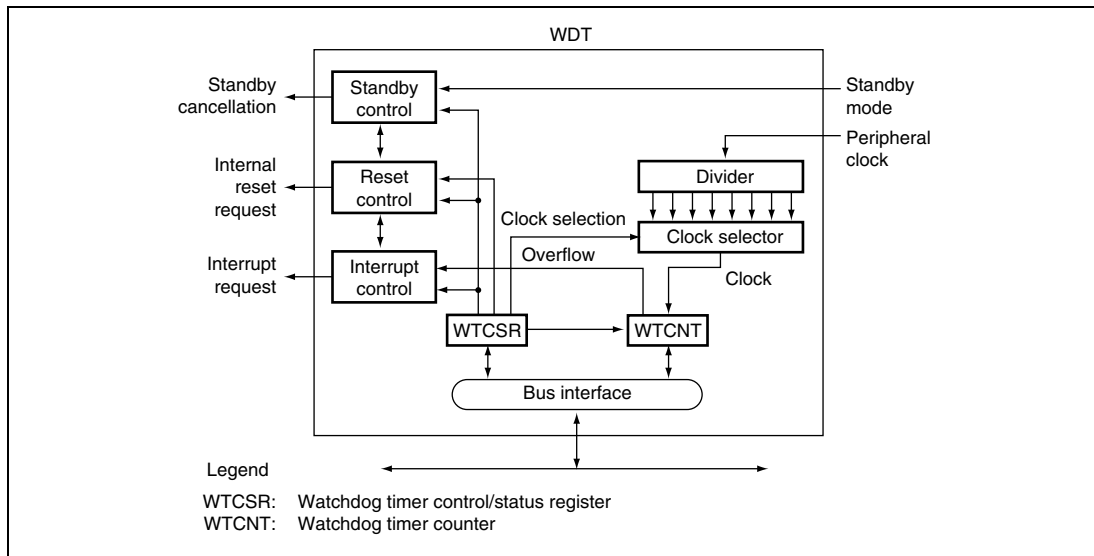 WDT
Standby
cancellation
Standby
control
Standby
mode
Peripheral
clock
Internal
reset
request
Reset
control
Divider
Clock selection
Clock selector
Overflow
Interrupt
request
Interrupt
control
Clock
WTCSR
WTCNT
Bus interface
Legend
WTCSR: Watchdog timer control/status register
WTCNT: Watchdog timer counter